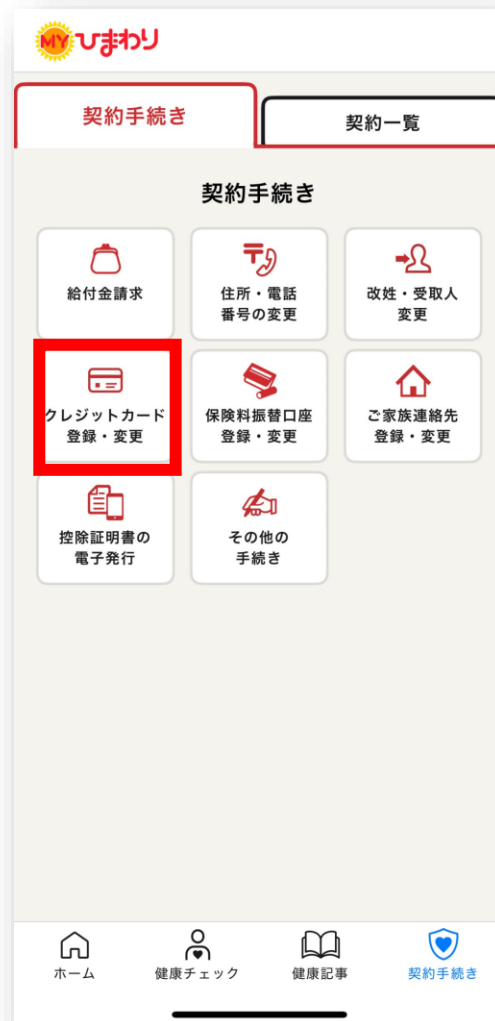 MYひまわり
契約手続き
契約一覧
契約手続き
給付金請求
住所・電話
番号の変更
改姓・受取人
変更
クレジットカード
登録・変更
保険料振替口座
登録・変更
ご家族連絡先
登録・変更
控除証明書の
電子発行
その他の
手続き
ホーム
健康チェック
健康記事
契約手続き